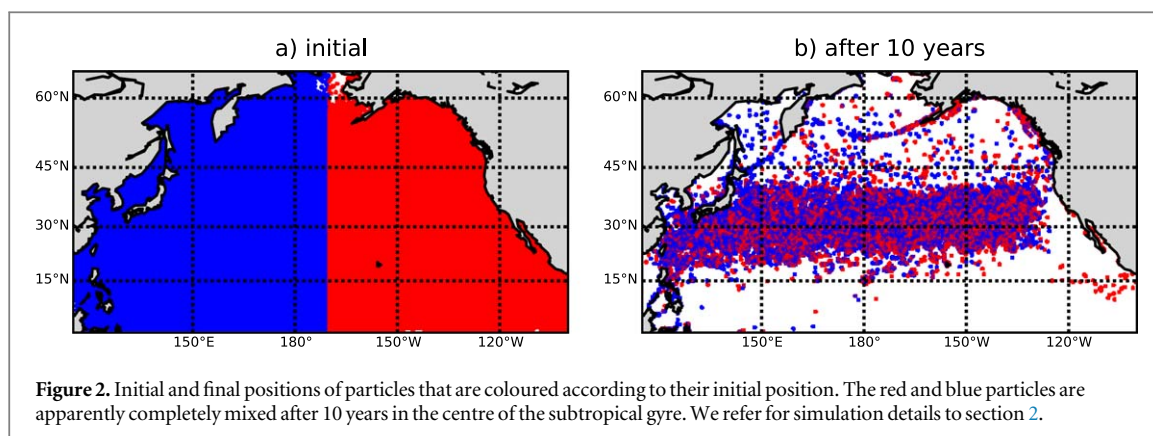 a) initial
b) after 10 years
60°N
45°N
30°N
15°N
150°E
180°
150°W
120°W
60°N
45°N
30°N
15°N
150°E
180°
150°W
120°W
Figure 2. Initial and final positions of particles that are coloured according to their initial position. The red and blue particles are
apparently completely mixed after 10 years in the centre of the subtropical gyre. We refer for simulation details to section 2.